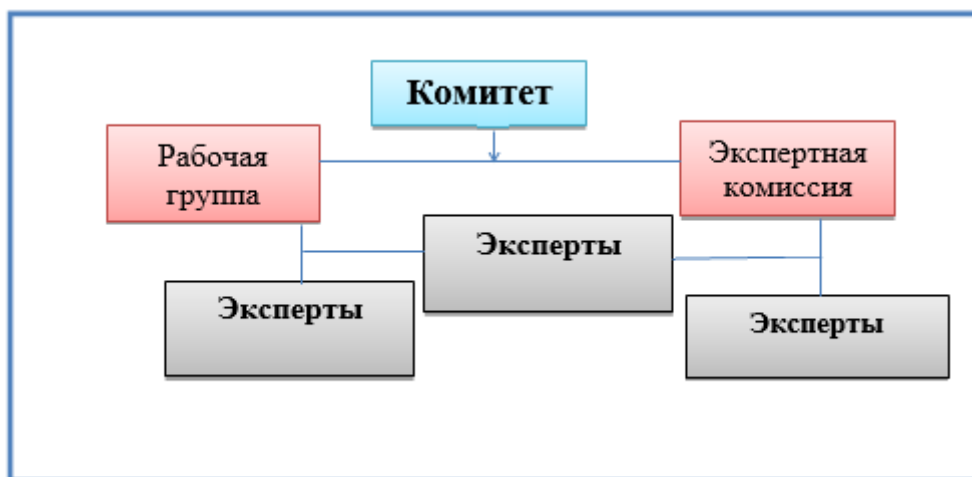 Комитет
Рабочая
группа
Экспертная
комиссия
Эксперты
Эксперты
Эксперты